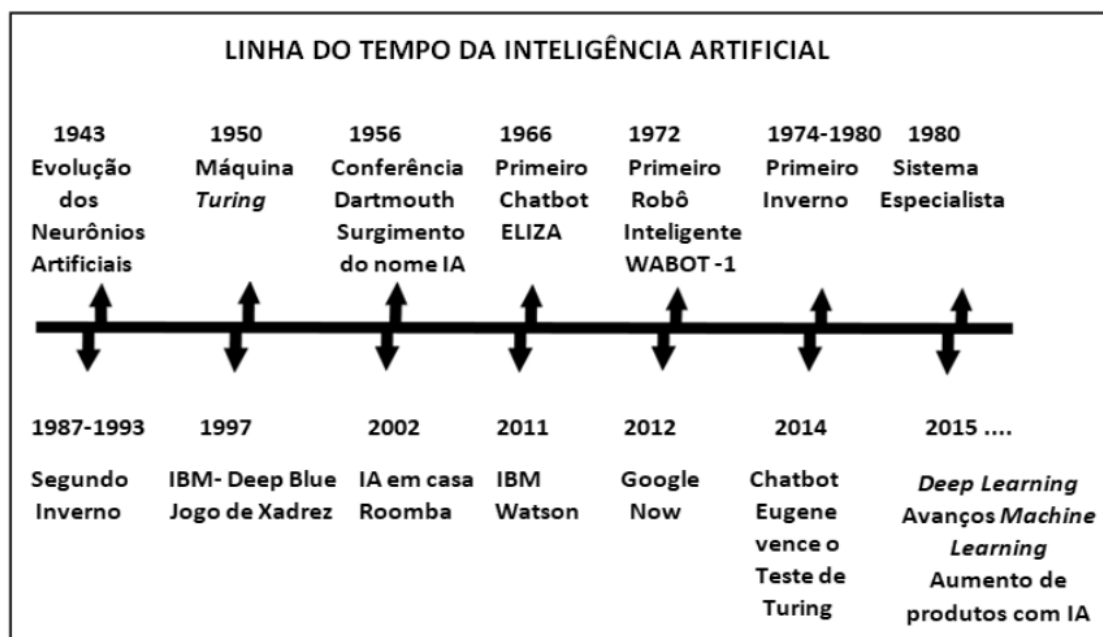 LINHA DO TEMPO DA INTELIGÊNCIA ARTIFICIAL
1943
Evolução
dos
Neurônios
Artificiais
1950
Máquina
Turing
1956
Conferência
Dartmouth
Surgimento
do nome IA
1966
Primeiro
Chatbot
ELIZA
1972
Primeiro
Robô
Inteligente
WABOT -1
1974-1980
Primeiro
Inverno
1980
Sistema
Especialista
1987-1993
Segundo
Inverno
1997
IBM- Deep Blue
Jogo de Xadrez
2002
IA em casa
Roomba
2011
IBM
Watson
2012
Google
Now
2014
Chatbot
Eugene
vence o
Teste de
Turing
2015 ....
Deep Learning
Avanços Machine
Learning
Aumento de
produtos com IA